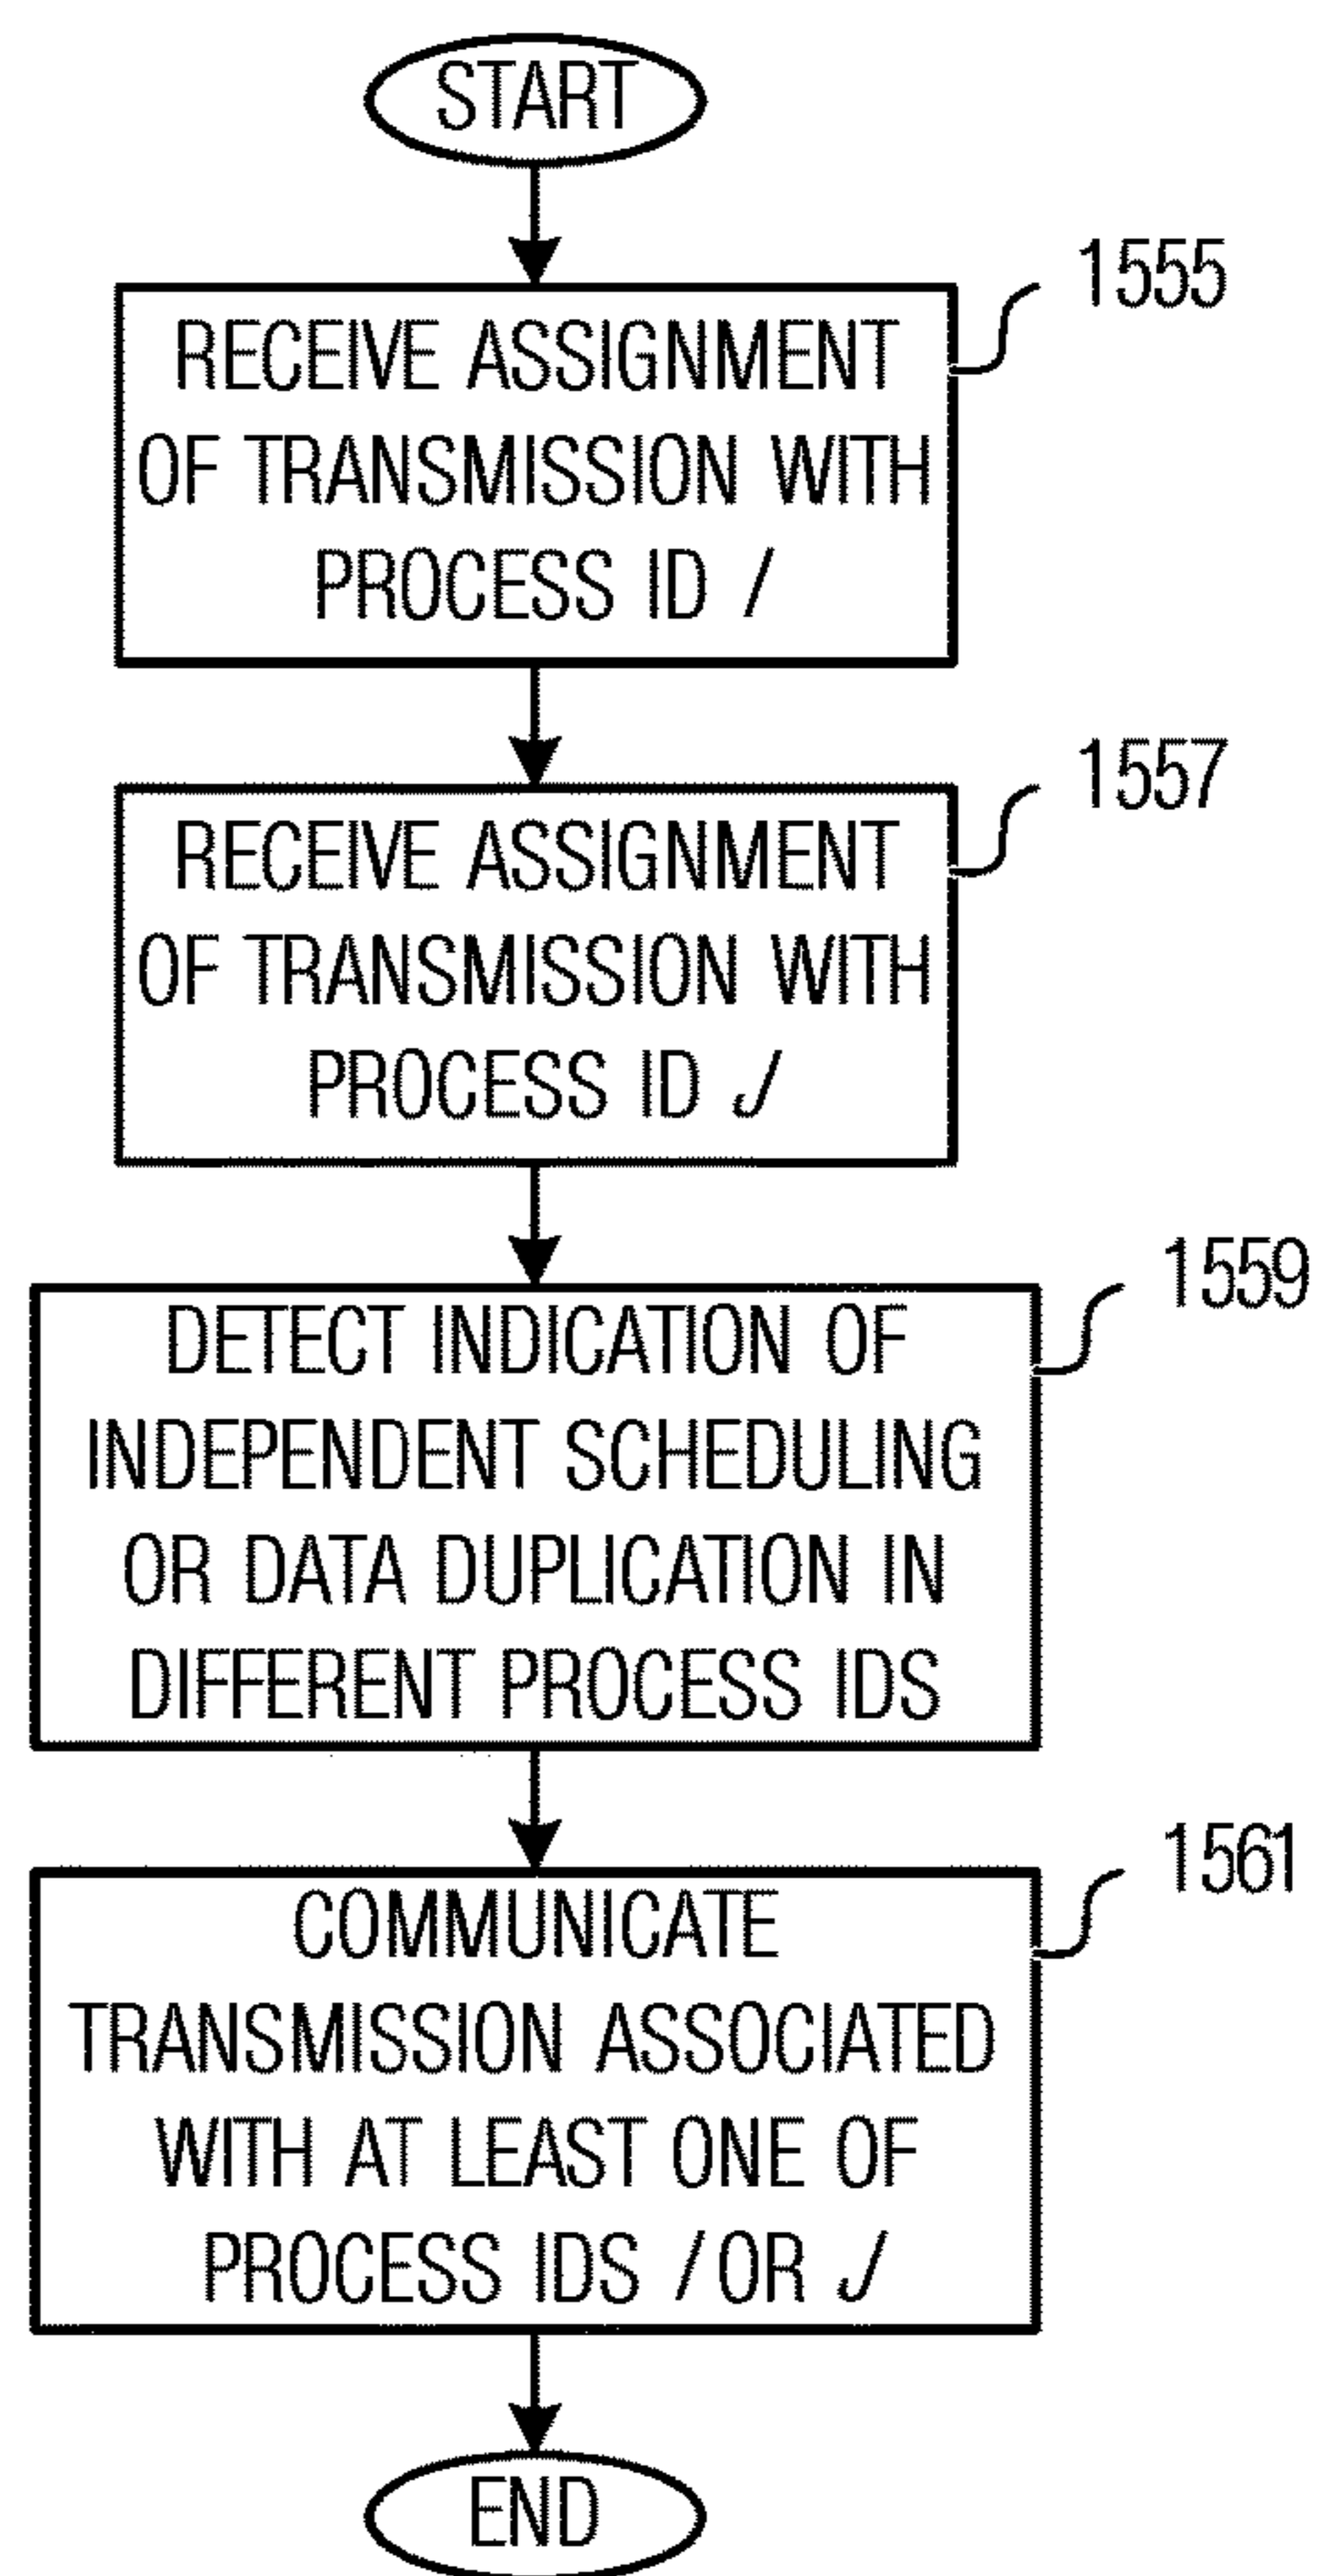 START
1555
RECEIVE ASSIGNMENT
OF TRANSMISSION WITH
PROCESS ID I
1557
RECEIVE ASSIGNMENT
OF TRANSMISSION WITH
PROCESS ID J
1559
DETECT INDICATION OF
INDEPENDENT SCHEDULING
OR DATA DUPLICATION IN
DIFFERENT PROCESS IDS
1561
COMMUNICATE
TRANSMISSION ASSOCIATED
WITH AT LEAST ONE OF
PROCESS IDS I OR J
END